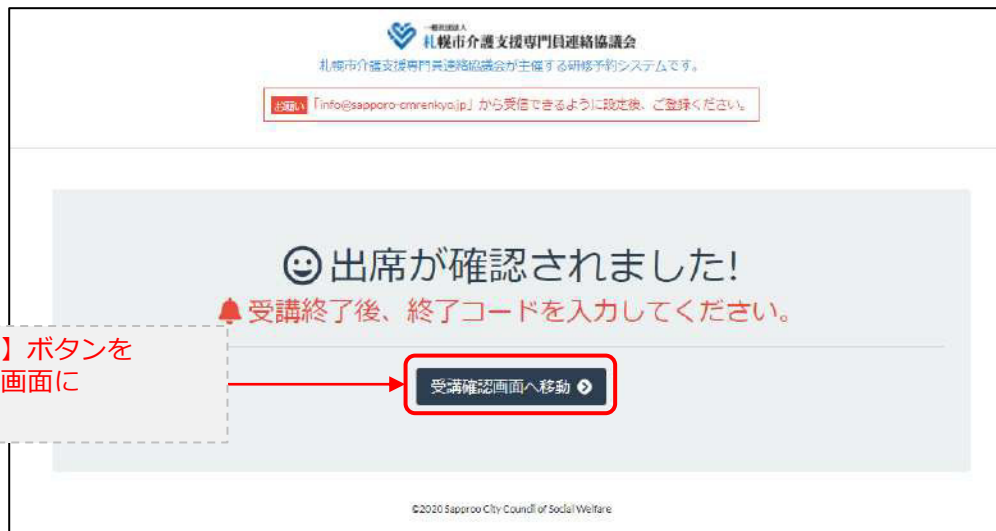 一般社団法人
札幌市介護支援専門員連絡協議会
札幌市介護支援専門員連絡協議会が主催する研修予約システムです。
お願い 「info@sapporo-cmrenkyo.jp」から受信できるように設定後、ご登録ください。
出席が確認されました!
受講終了後、終了コードを入力してください。
】ボタンを
画面に
受講確認画面へ移動
©2020 Sapproo City Council of Social Welfare